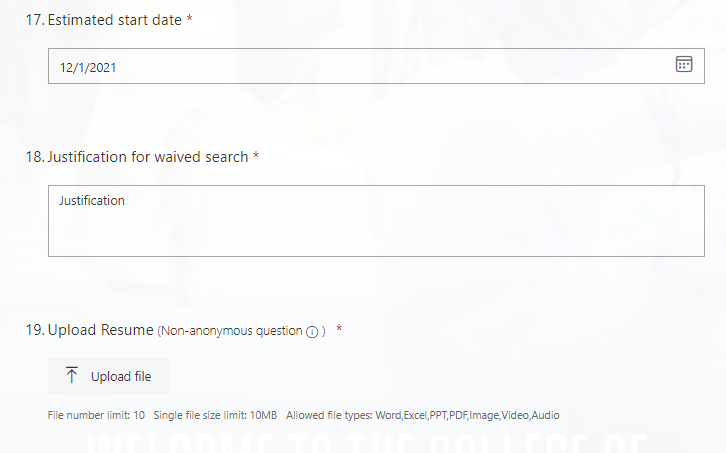 17. Estimated start date *
12/1/2021
18. Justification for waived search *
Justification
19. Upload Resume (Non-anonymous question ) *
Upload file
File number limit: 10 Single file size limit: 10MB Allowed file types: Word,Excel,PPT,PDF,Image,Video,Audio
WELCOME TO THE COLLEGE OF